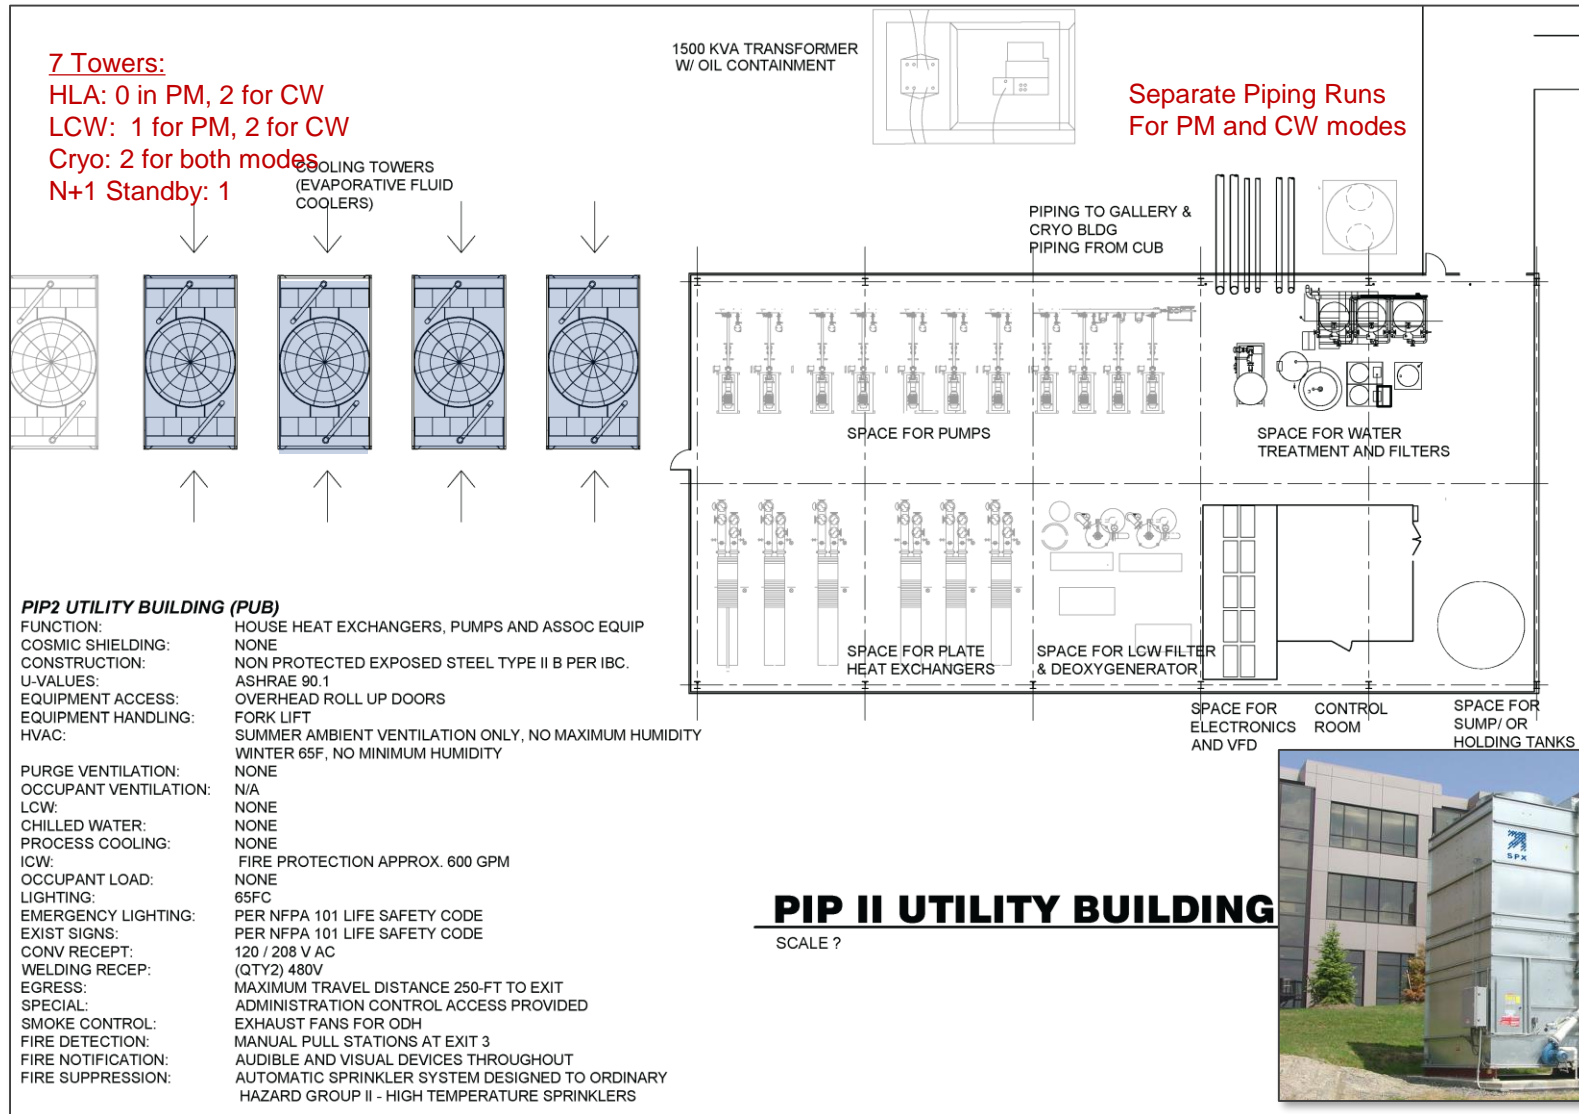 7 Towers:
HLA: 0 in PM, 2 for CW
LCW: 1 for PM, 2 for CW
Cryo: 2 for both modes
N+1 Standby: 1
COOLING TOWERS
(EVAPORATIVE FLUID
COOLERS)
1500 KVA TRANSFORMER
W/ OIL CONTAINMENT
Separate Piping Runs
For PM and CW modes
PIPING TO GALLERY &
CRYO BLDG
PIPING FROM CUB
SPACE FOR PUMPS
SPACE FOR WATER
TREATMENT AND FILTERS
SPACE FOR PLATE
HEAT EXCHANGERS
SPACE FOR LCW FILTER
& DEOXYGENERATOR
SPACE FOR
ELECTRONICS
AND VFD
CONTROL
ROOM
SPACE FOR
SUMP/ OR
HOLDING TANKS
PIP2 UTILITY BUILDING (PUB)
FUNCTION: HOUSE HEAT EXCHANGERS, PUMPS AND ASSOC EQUIP
COSMIC SHIELDING: NONE
CONSTRUCTION: NON PROTECTED EXPOSED STEEL TYPE II B PER IBC.
U-VALUES: ASHRAE 90.1
EQUIPMENT ACCESS: OVERHEAD ROLL UP DOORS
EQUIPMENT HANDLING: FORK LIFT
HVAC: SUMMER AMBIENT VENTILATION ONLY, NO MAXIMUM HUMIDITY
WINTER 65F, NO MINIMUM HUMIDITY
PURGE VENTILATION: NONE
OCCUPANT VENTILATION: N/A
LCW: NONE
CHILLED WATER: NONE
PROCESS COOLING: NONE
ICW: FIRE PROTECTION APPROX. 600 GPM
OCCUPANT LOAD: NONE
LIGHTING: 65FC
EMERGENCY LIGHTING: PER NFPA 101 LIFE SAFETY CODE
EXIST SIGNS: PER NFPA 101 LIFE SAFETY CODE
CONV RECEPT: 120 / 208 V AC
WELDING RECEP: (QTY2) 480V
EGRESS: MAXIMUM TRAVEL DISTANCE 250-FT TO EXIT
SPECIAL: ADMINISTRATION CONTROL ACCESS PROVIDED
SMOKE CONTROL: EXHAUST FANS FOR ODH
FIRE DETECTION: MANUAL PULL STATIONS AT EXIT 3
FIRE NOTIFICATION: AUDIBLE AND VISUAL DEVICES THROUGHOUT
FIRE SUPPRESSION: AUTOMATIC SPRINKLER SYSTEM DESIGNED TO ORDINARY
HAZARD GROUP II - HIGH TEMPERATURE SPRINKLERS
PIP II UTILITY BUILDING
SCALE ?
SPX